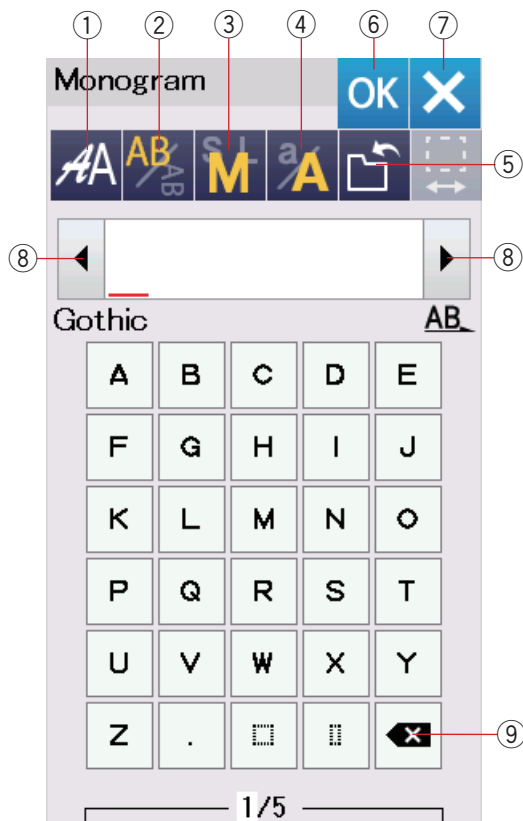 ① ② ③ ④ ⑥ ⑦
Monogram OK
AA AB/AB S M L a/A
⑤
⑧ ⑧
Gothic AB
A B C D E
F G H I J
K L M N O
P Q R S T
U V W X Y
Z .
⑨
1/5